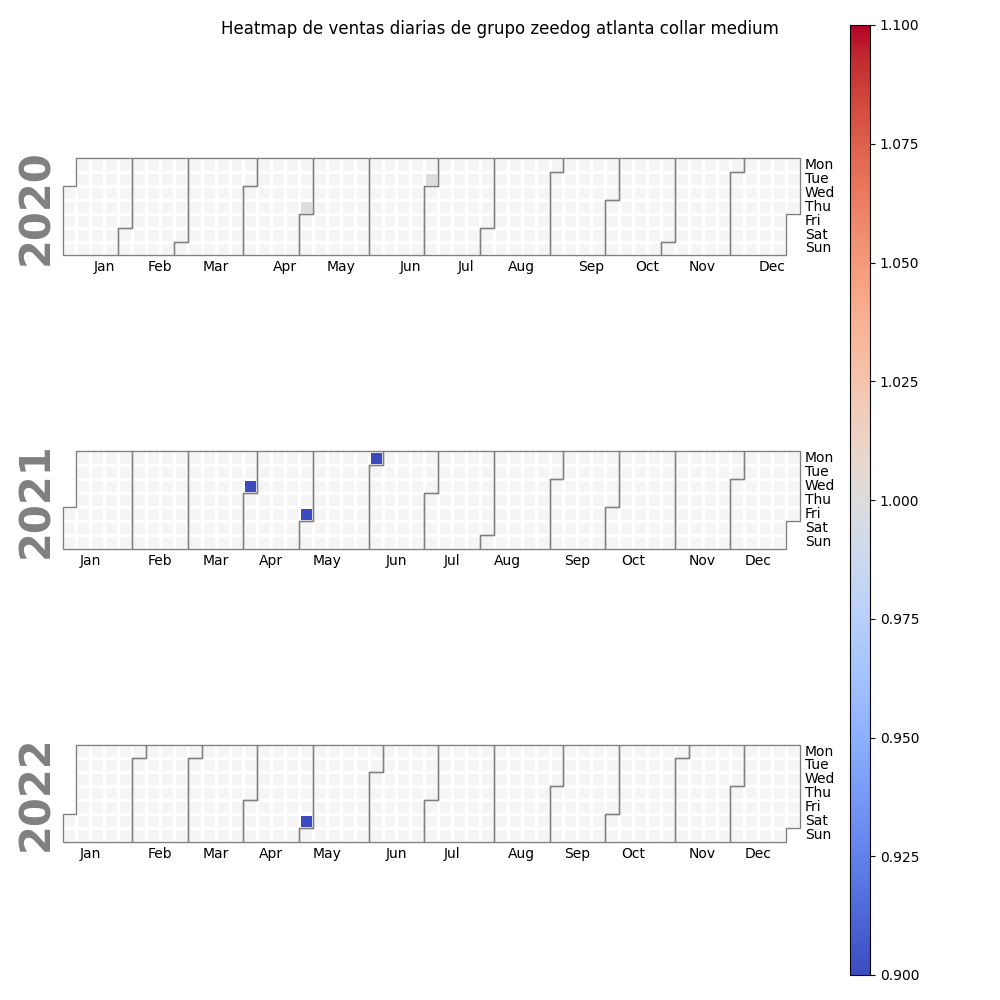 Heatmap de ventas diarias de grupo zeedog atlanta collar medium
1.100
1.075
1.050
1.025
1.000
0.975
0.950
0.925
0.900
2020
Mon
Tue
Wed
Thu
Fri
Sat
Sun
Jan Feb Mar Apr May Jun Jul Aug Sep Oct Nov Dec
2021
Mon
Tue
Wed
Thu
Fri
Sat
Sun
Jan Feb Mar Apr May Jun Jul Aug Sep Oct Nov Dec
2022
Mon
Tue
Wed
Thu
Fri
Sat
Sun
Jan Feb Mar Apr May Jun Jul Aug Sep Oct Nov Dec